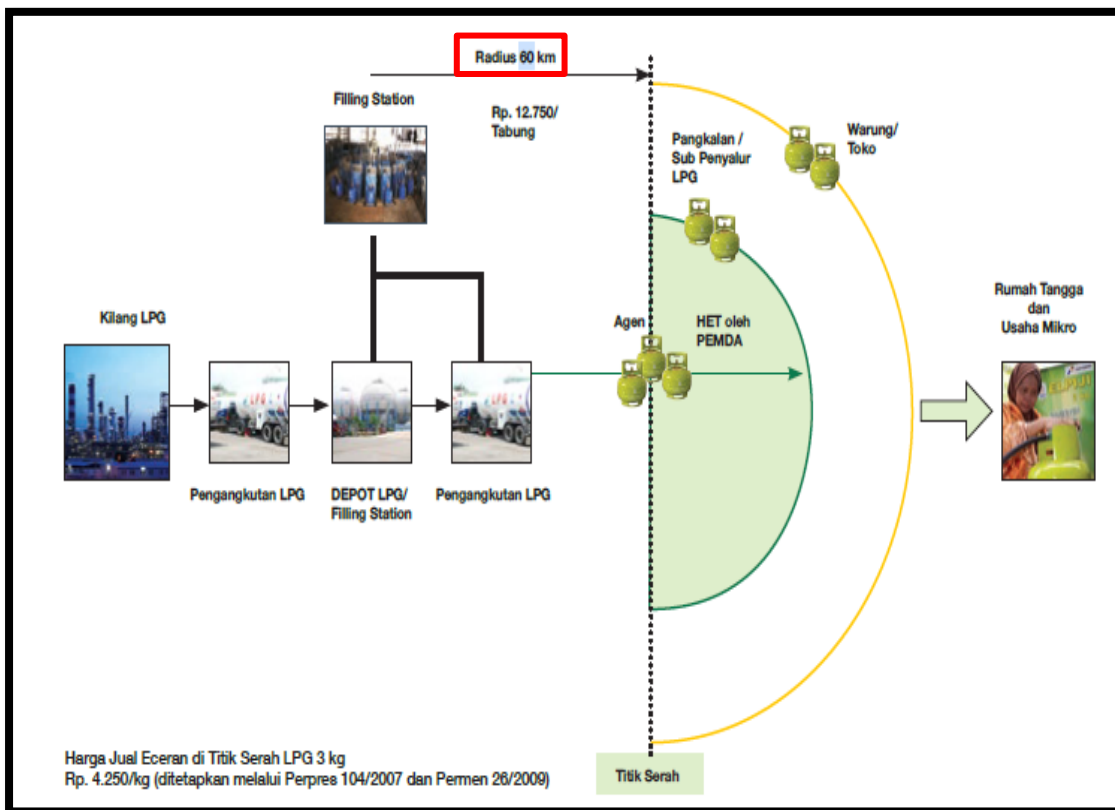 Radius 60 km
Filling Station
Rp. 12.750/
Tabung
Pangkalan /
Sub Penyalur
LPG
Warung/
Toko
Kilang LPG
Agen
HET oleh
PEMDA
Rumah Tangga
dan
Usaha Mikro
LPG
LPG
Pengangkutan LPG
DEPOT LPG/
Filling Station
Pengangkutan LPG
Harga Jual Eceran di Titik Serah LPG 3 kg
Rp. 4.250/kg (ditetapkan melalui Perpres 104/2007 dan Permen 26/2009)
Titik Serah